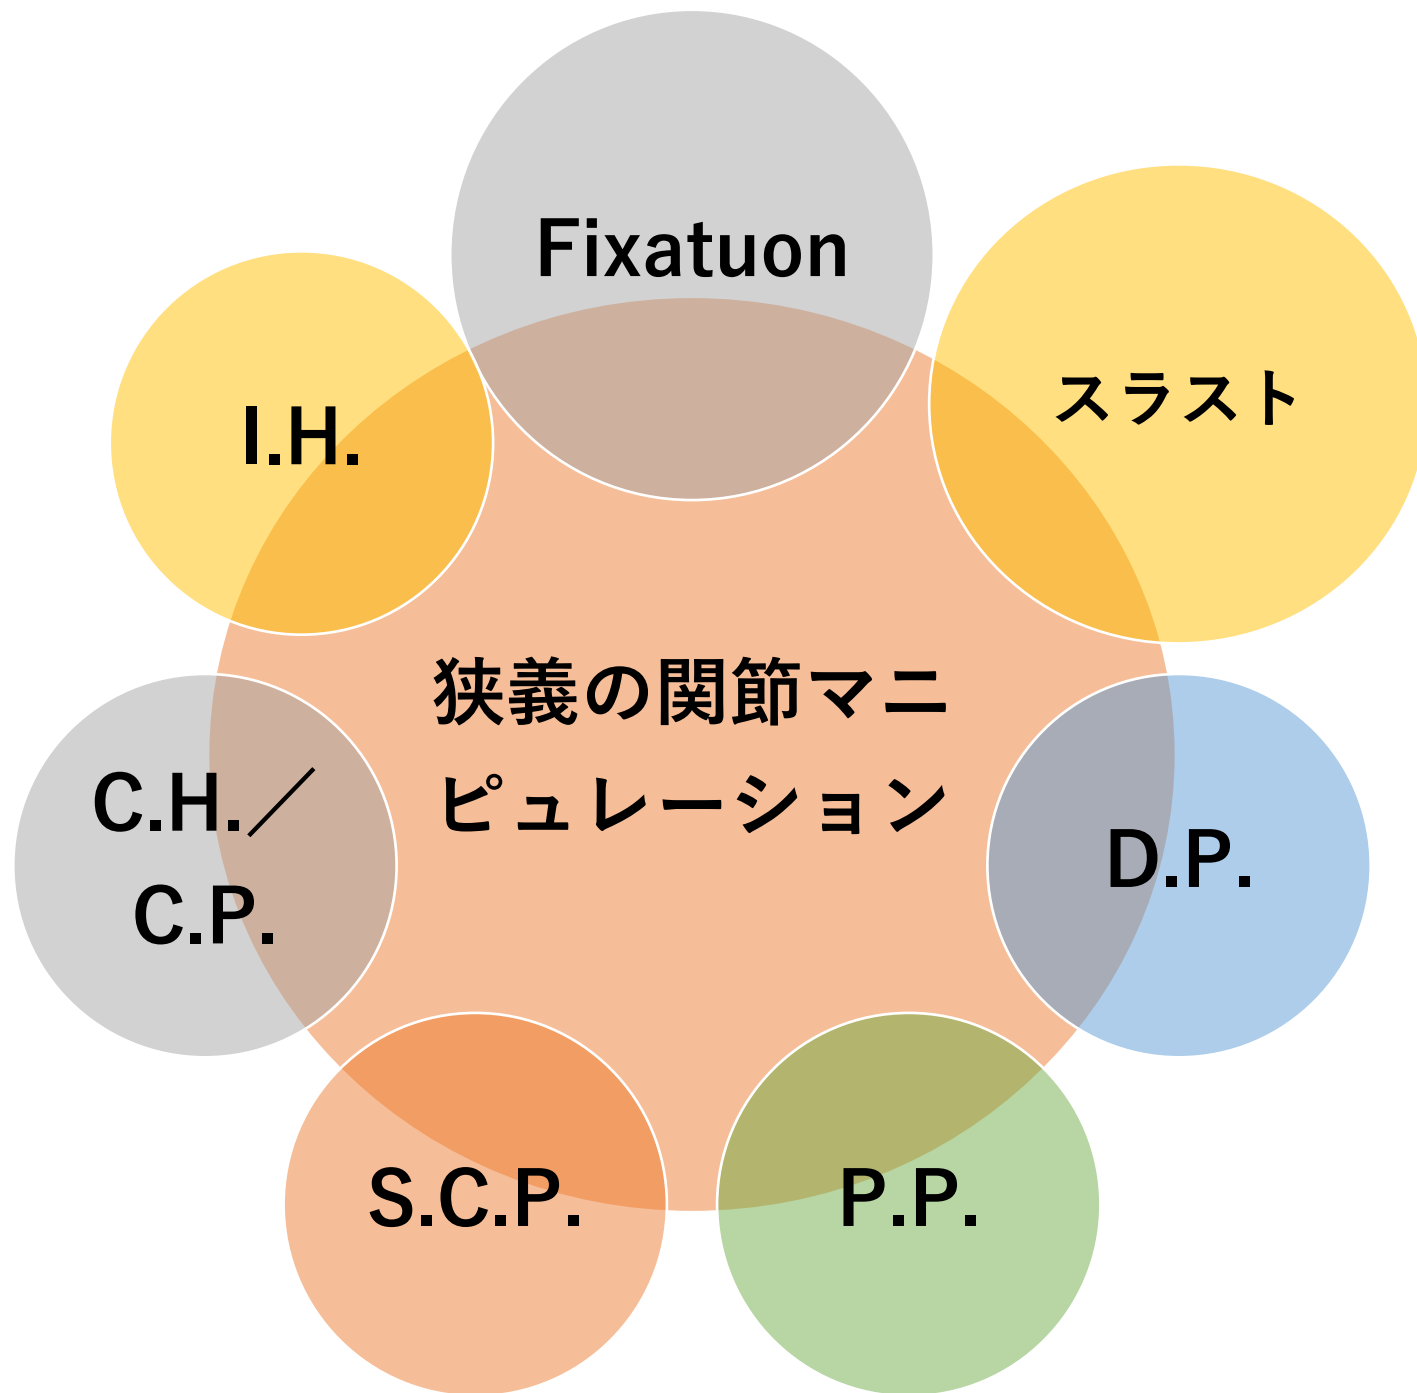 Fixatuon
スラスト
I.H.
狭義の関節マニ
ピュレーション
C.H.／
C.P.
D.P.
S.C.P.
P.P.